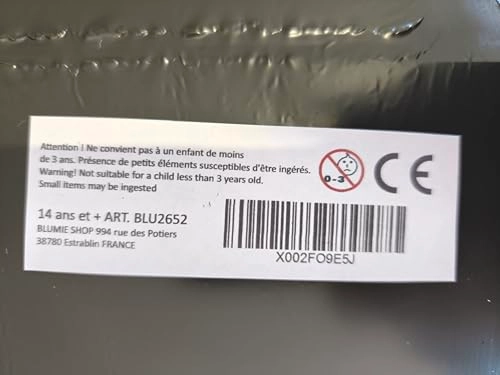 Attention ! Ne convient pas à un enfant de moins
de 3 ans. Présence de petits éléments susceptibles d'être ingérés.
Warning! Not suitable for a child less than 3 years old.
Small items may be ingested
0-3
CE
14 ans et + ART. BLU2652
BLUMIE SHOP 994 rue des Potiers
38780 Estrablin FRANCE
X002FO9E5J